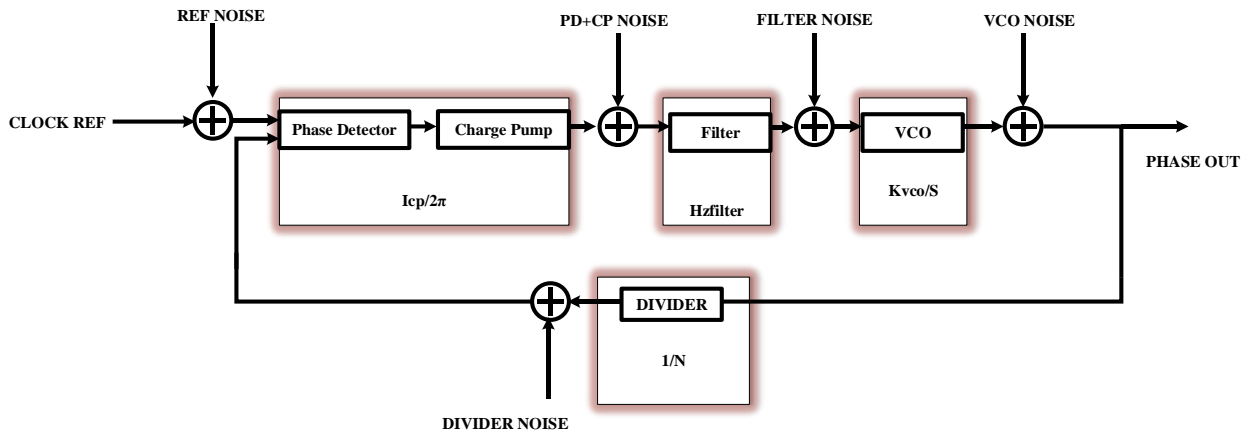 REF NOISE
PD+CP NOISE
FILTER NOISE
VCO NOISE
CLOCK REF
Phase Detector
Charge Pump
Filter
VCO
PHASE OUT
Icp/2π
Hzfilter
Kvco/S
DIVIDER
1/N
DIVIDER NOISE